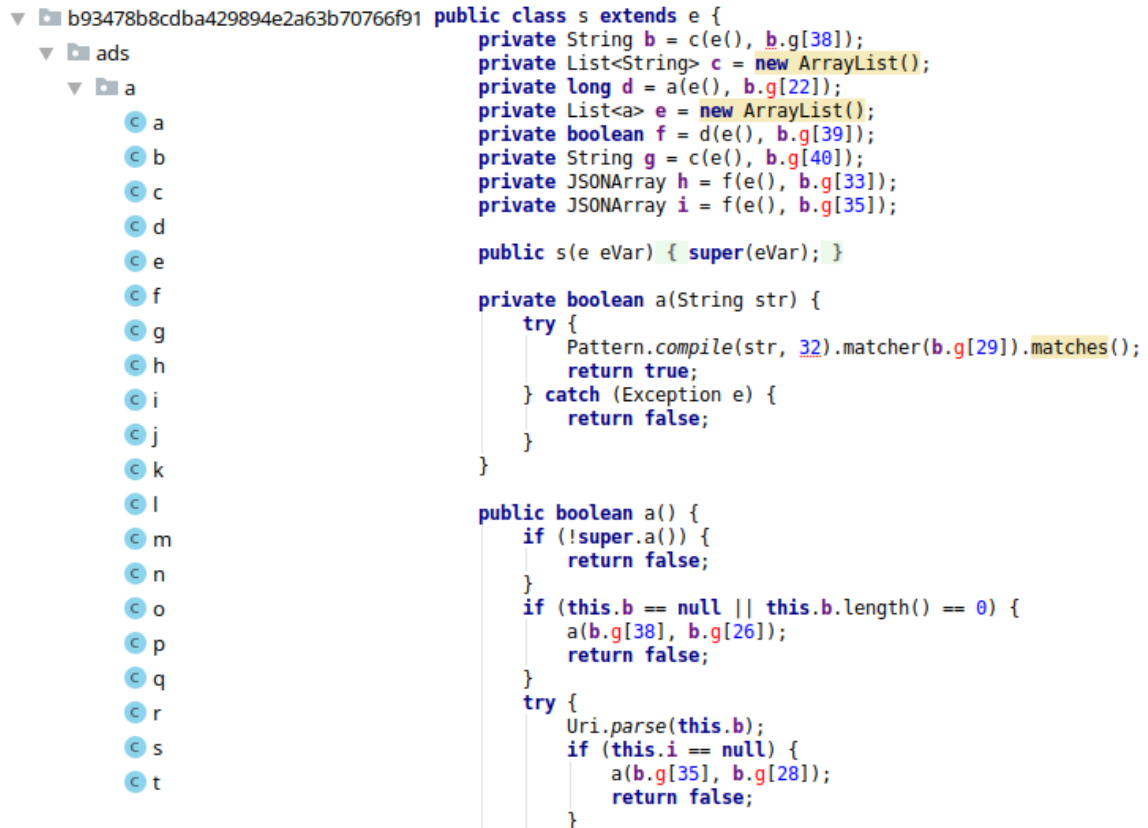 b93478b8cdba429894e2a63b70766f91
ads
a
a
b
c
d
e
f
g
h
i
j
k
l
m
n
o
p
q
r
s
t
public class s extends e {
private String b = c(e(), b.g[38]);
private List<String> c = new ArrayList();
private long d = a(e(), b.g[22]);
private List<a> e = new ArrayList();
private boolean f = d(e(), b.g[39]);
private String g = c(e(), b.g[40]);
private JSONArray h = f(e(), b.g[33]);
private JSONArray i = f(e(), b.g[35]);
public s(e eVar) { super(eVar); }
private boolean a(String str) {
try {
Pattern.compile(str, 32).matcher(b.g[29]).matches();
return true;
} catch (Exception e) {
return false;
}
}
public boolean a() {
if (!super.a()) {
return false;
}
if (this.b == null || this.b.length() == 0) {
a(b.g[38], b.g[26]);
return false;
}
try {
Uri.parse(this.b);
if (this.i == null) {
a(b.g[35], b.g[28]);
return false;
}